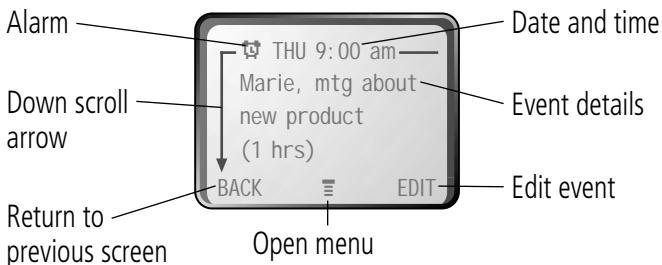 Alarm
Date and time
THU 9:00 am
Marie, mtg about
new product
(1 hrs)
Down scroll
arrow
Event details
BACK
EDIT
Edit event
Return to
previous screen
Open menu